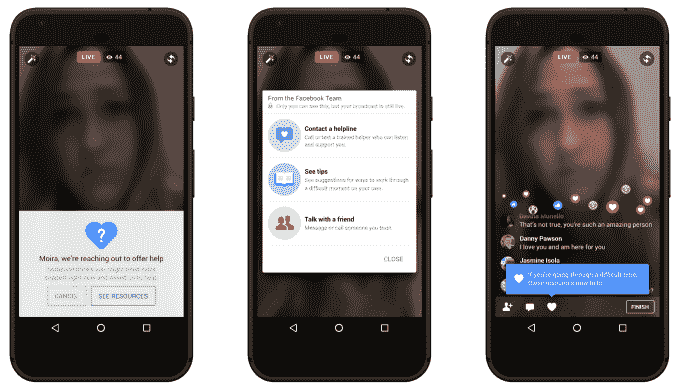 LIVE 44
Moira, we're reaching out to offer help
CANCEL SEE RESOURCES
LIVE 44
From the Facebook Team
Only you can see this, but your broadcast is still live.
Contact a helpline
Call or text a trained helper who can listen
and support you.
See tips
See suggestions for ways to work through
a difficult moment on your own.
Talk with a friend
Message or call someone you trust.
CLOSE
LIVE 44
That's not true, you're such an amazing person
Danny Pawson
I love you and am here for you
Jasmine Isola
If you're going through a difficult time,
FINISH